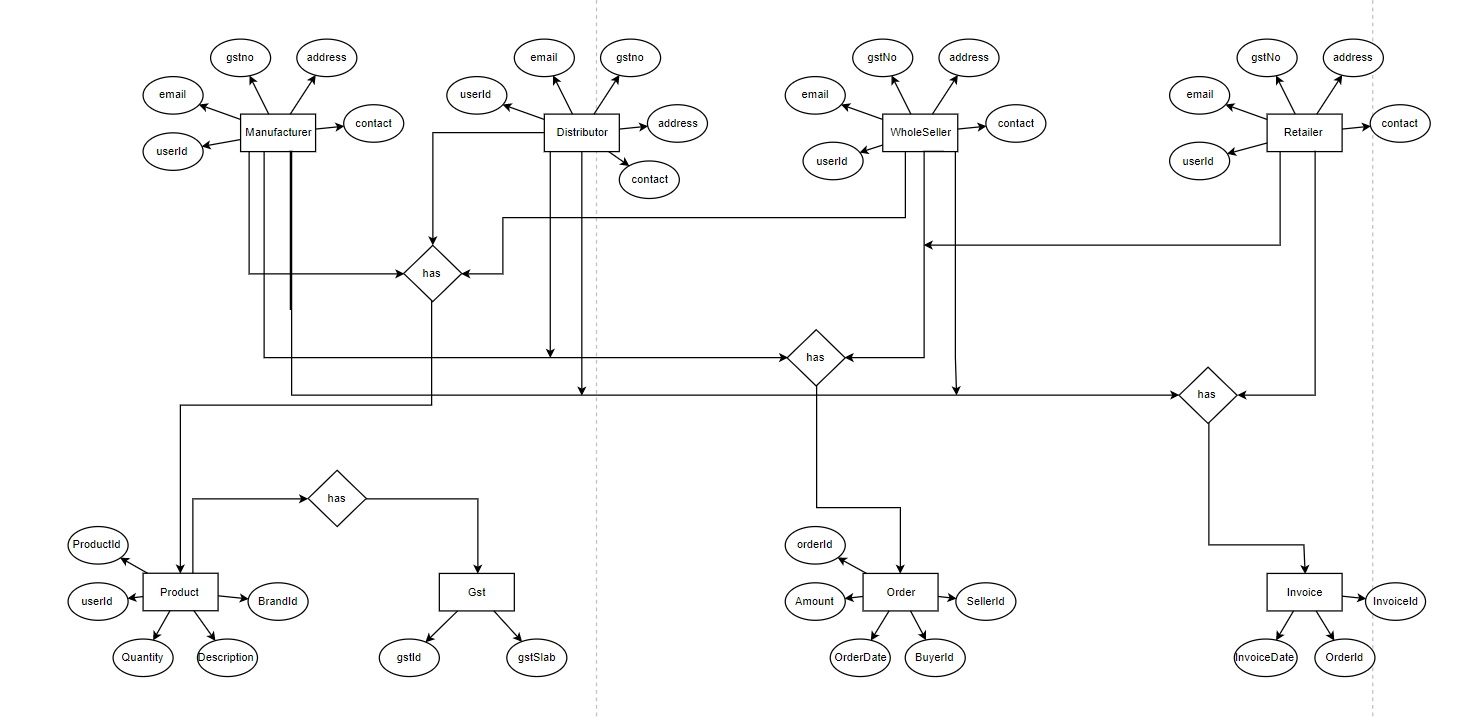 gstno
address
email
gstno
gstNo
address
gstNo
address
email
userId
email
email
Manufacturer
contact
Distributor
address
WholeSeller
contact
Retailer
contact
userId
contact
userId
userId
has
has
has
has
ProductId
orderId
Product
userId
BrandId
Gst
Order
Amount
SellerId
Invoice
InvoiceId
Quantity
Description
gstId
gstSlab
OrderDate
BuyerId
InvoiceDate
OrderId